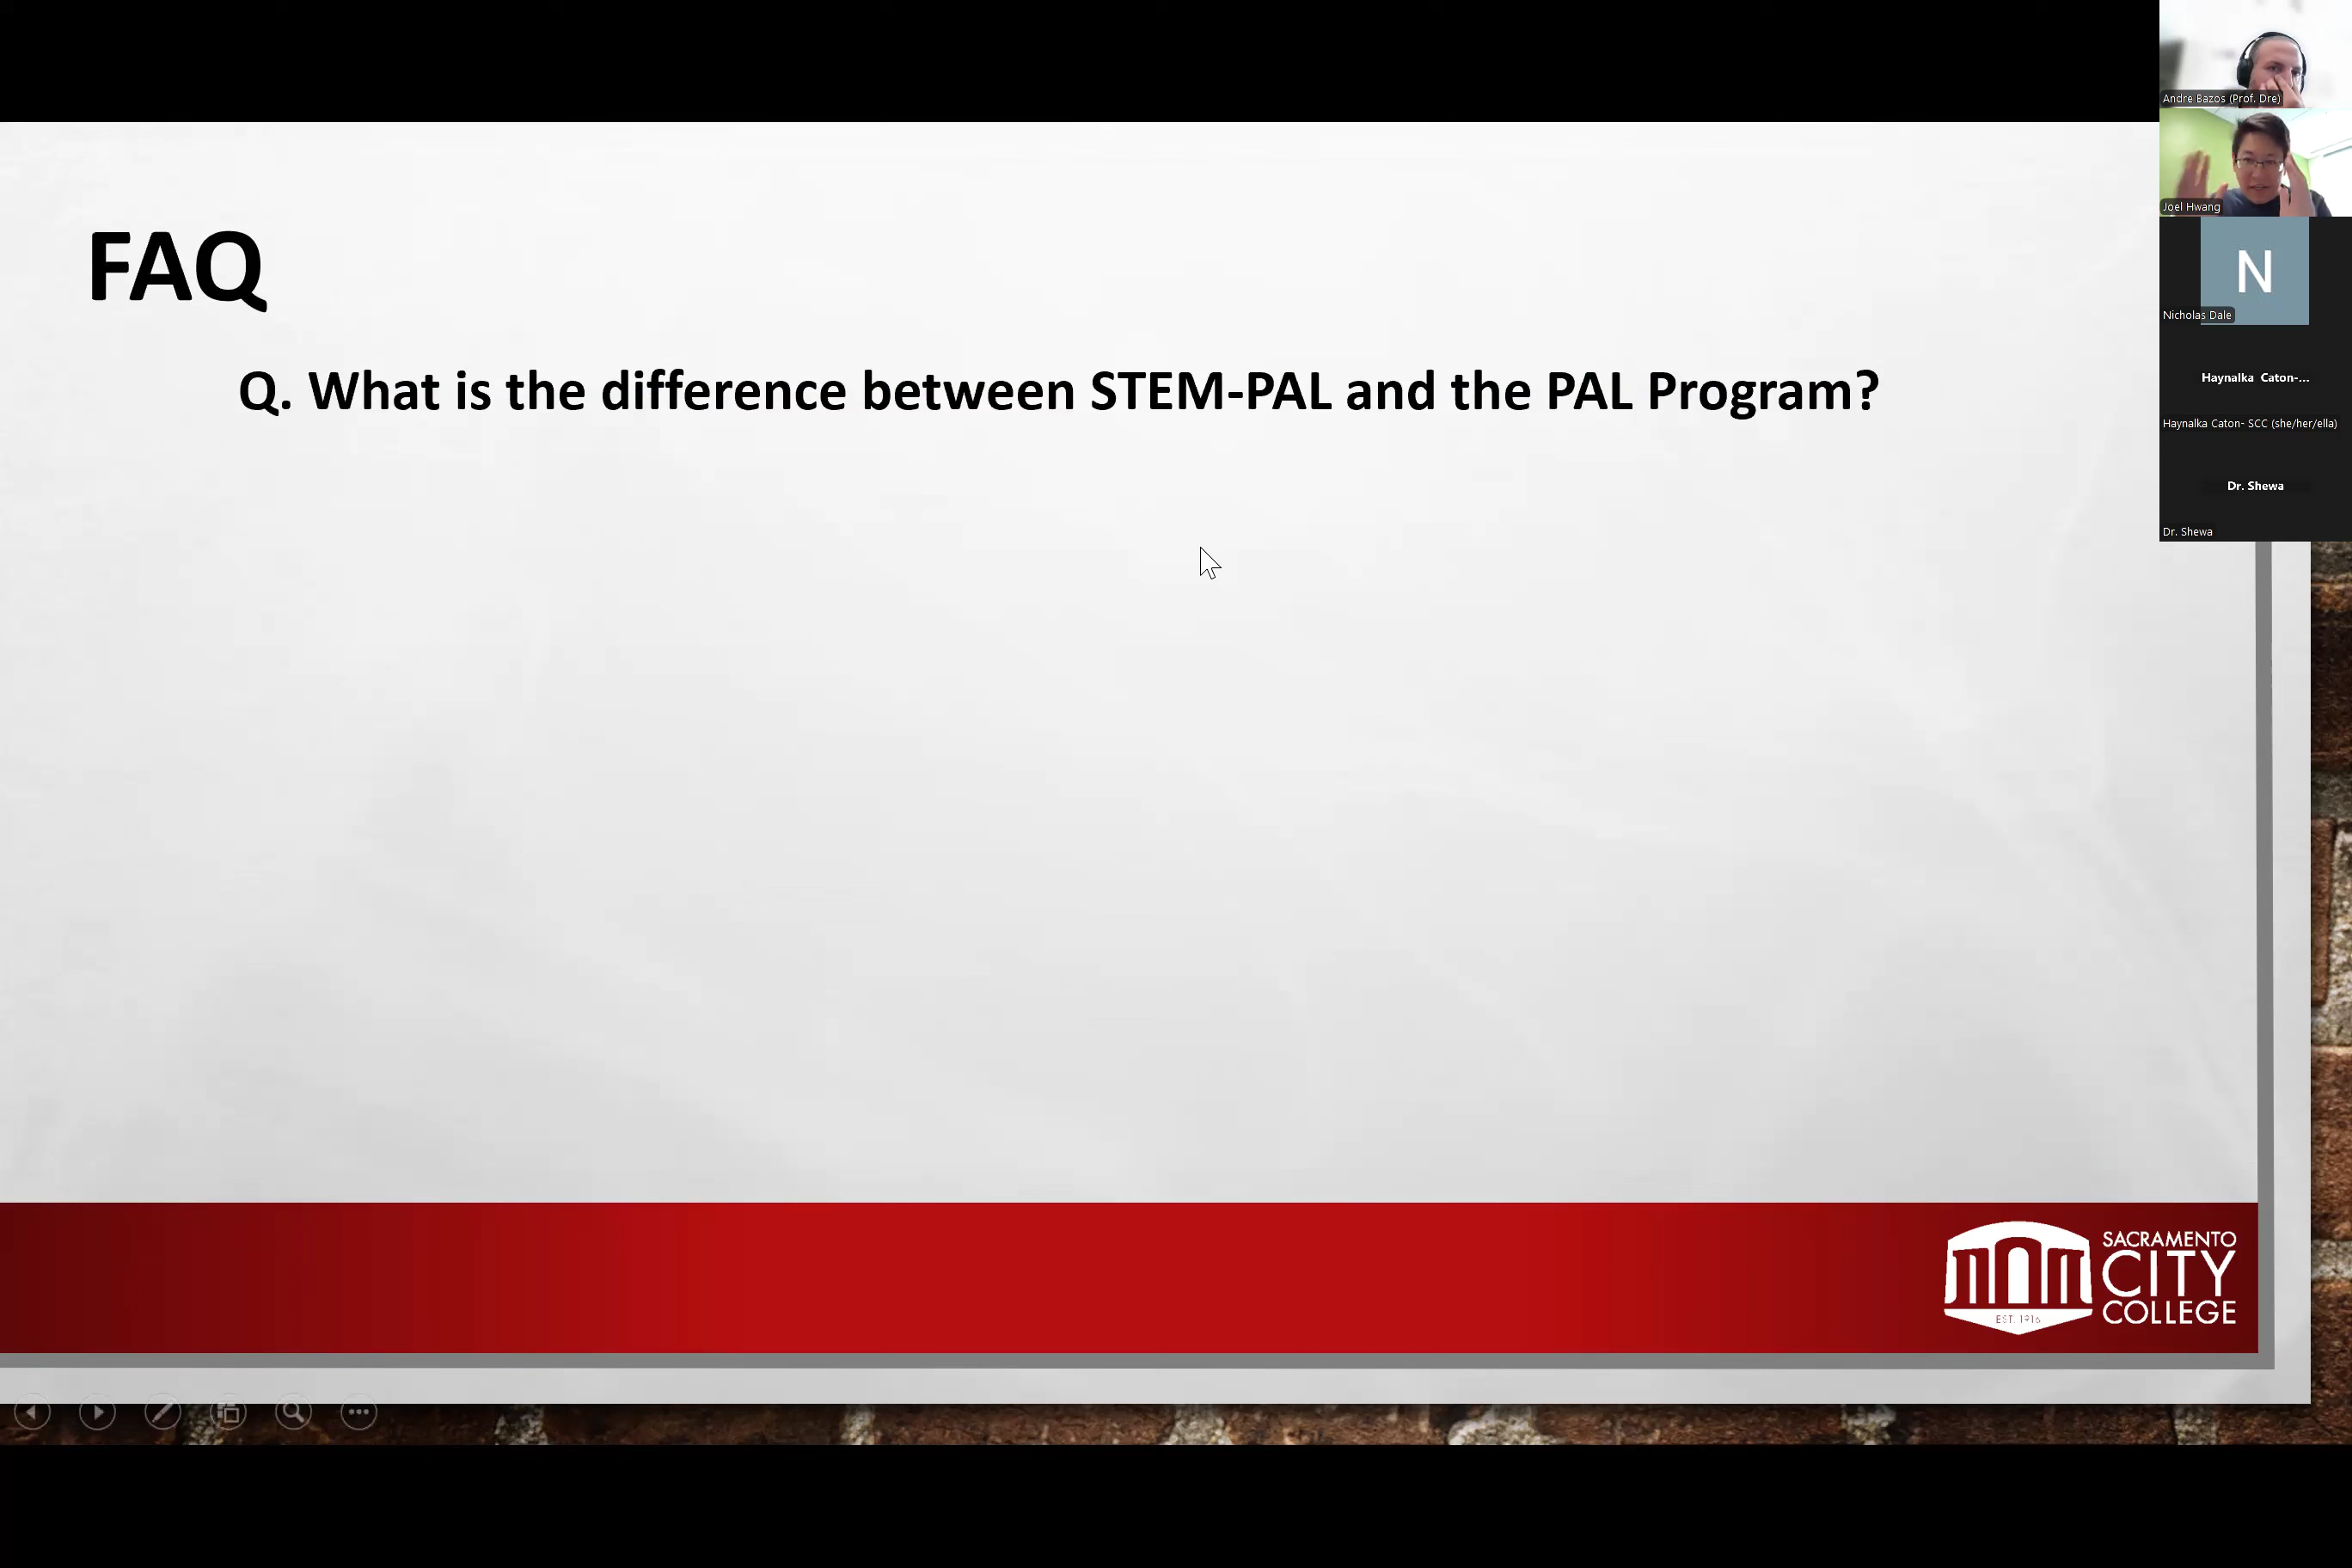 Andre Bazos (Prof. Dre)
Joel Hwang
FAQ
N
Nicholas Dale
Q. What is the difference between STEM-PAL and the PAL Program?
Haynalka Caton-...
Haynalka Caton- SCC (she/her/ella)
Dr. Shewa
Dr. Shewa
SACRAMENTO
CITY
COLLEGE
EST. 1916